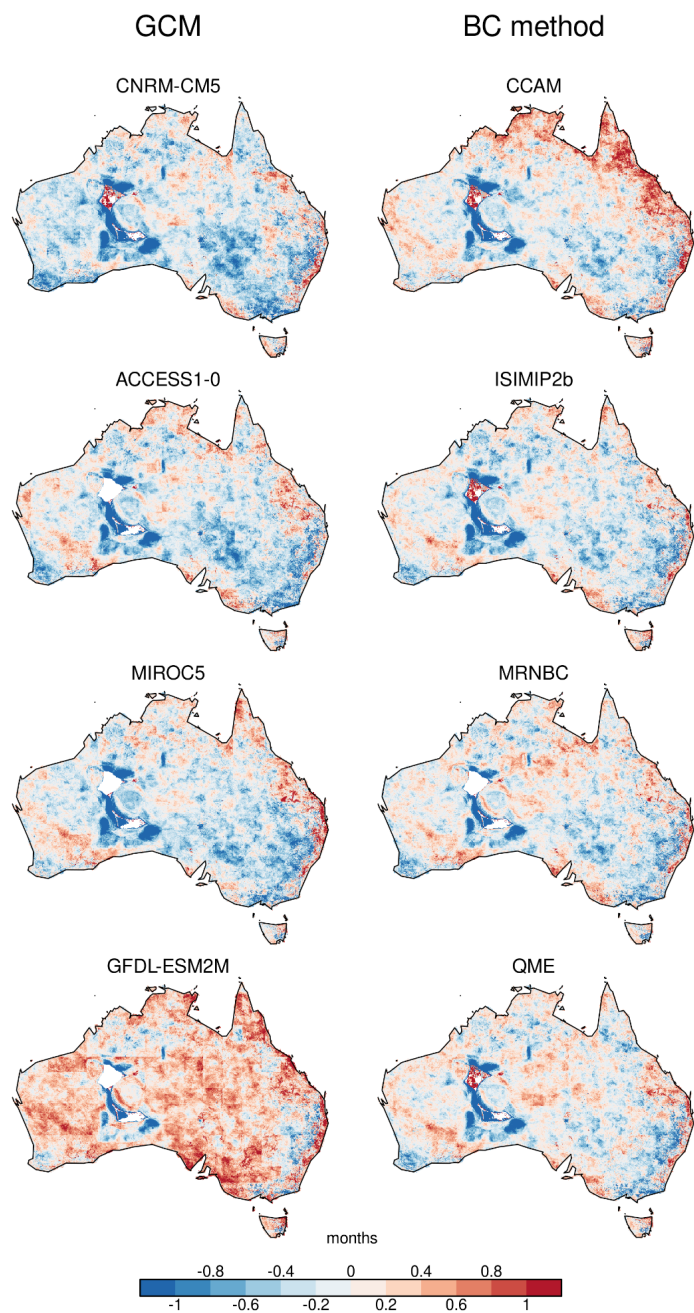 GCM BC method
CNRM-CM5 CCAM
ACCESS1-0 ISIMIP2b
MIROC5 MRNBC
GFDL-ESM2M QME
months
-0.8 -0.4 0 0.4 0.8
-1 -0.6 -0.2 0.2 0.6 1